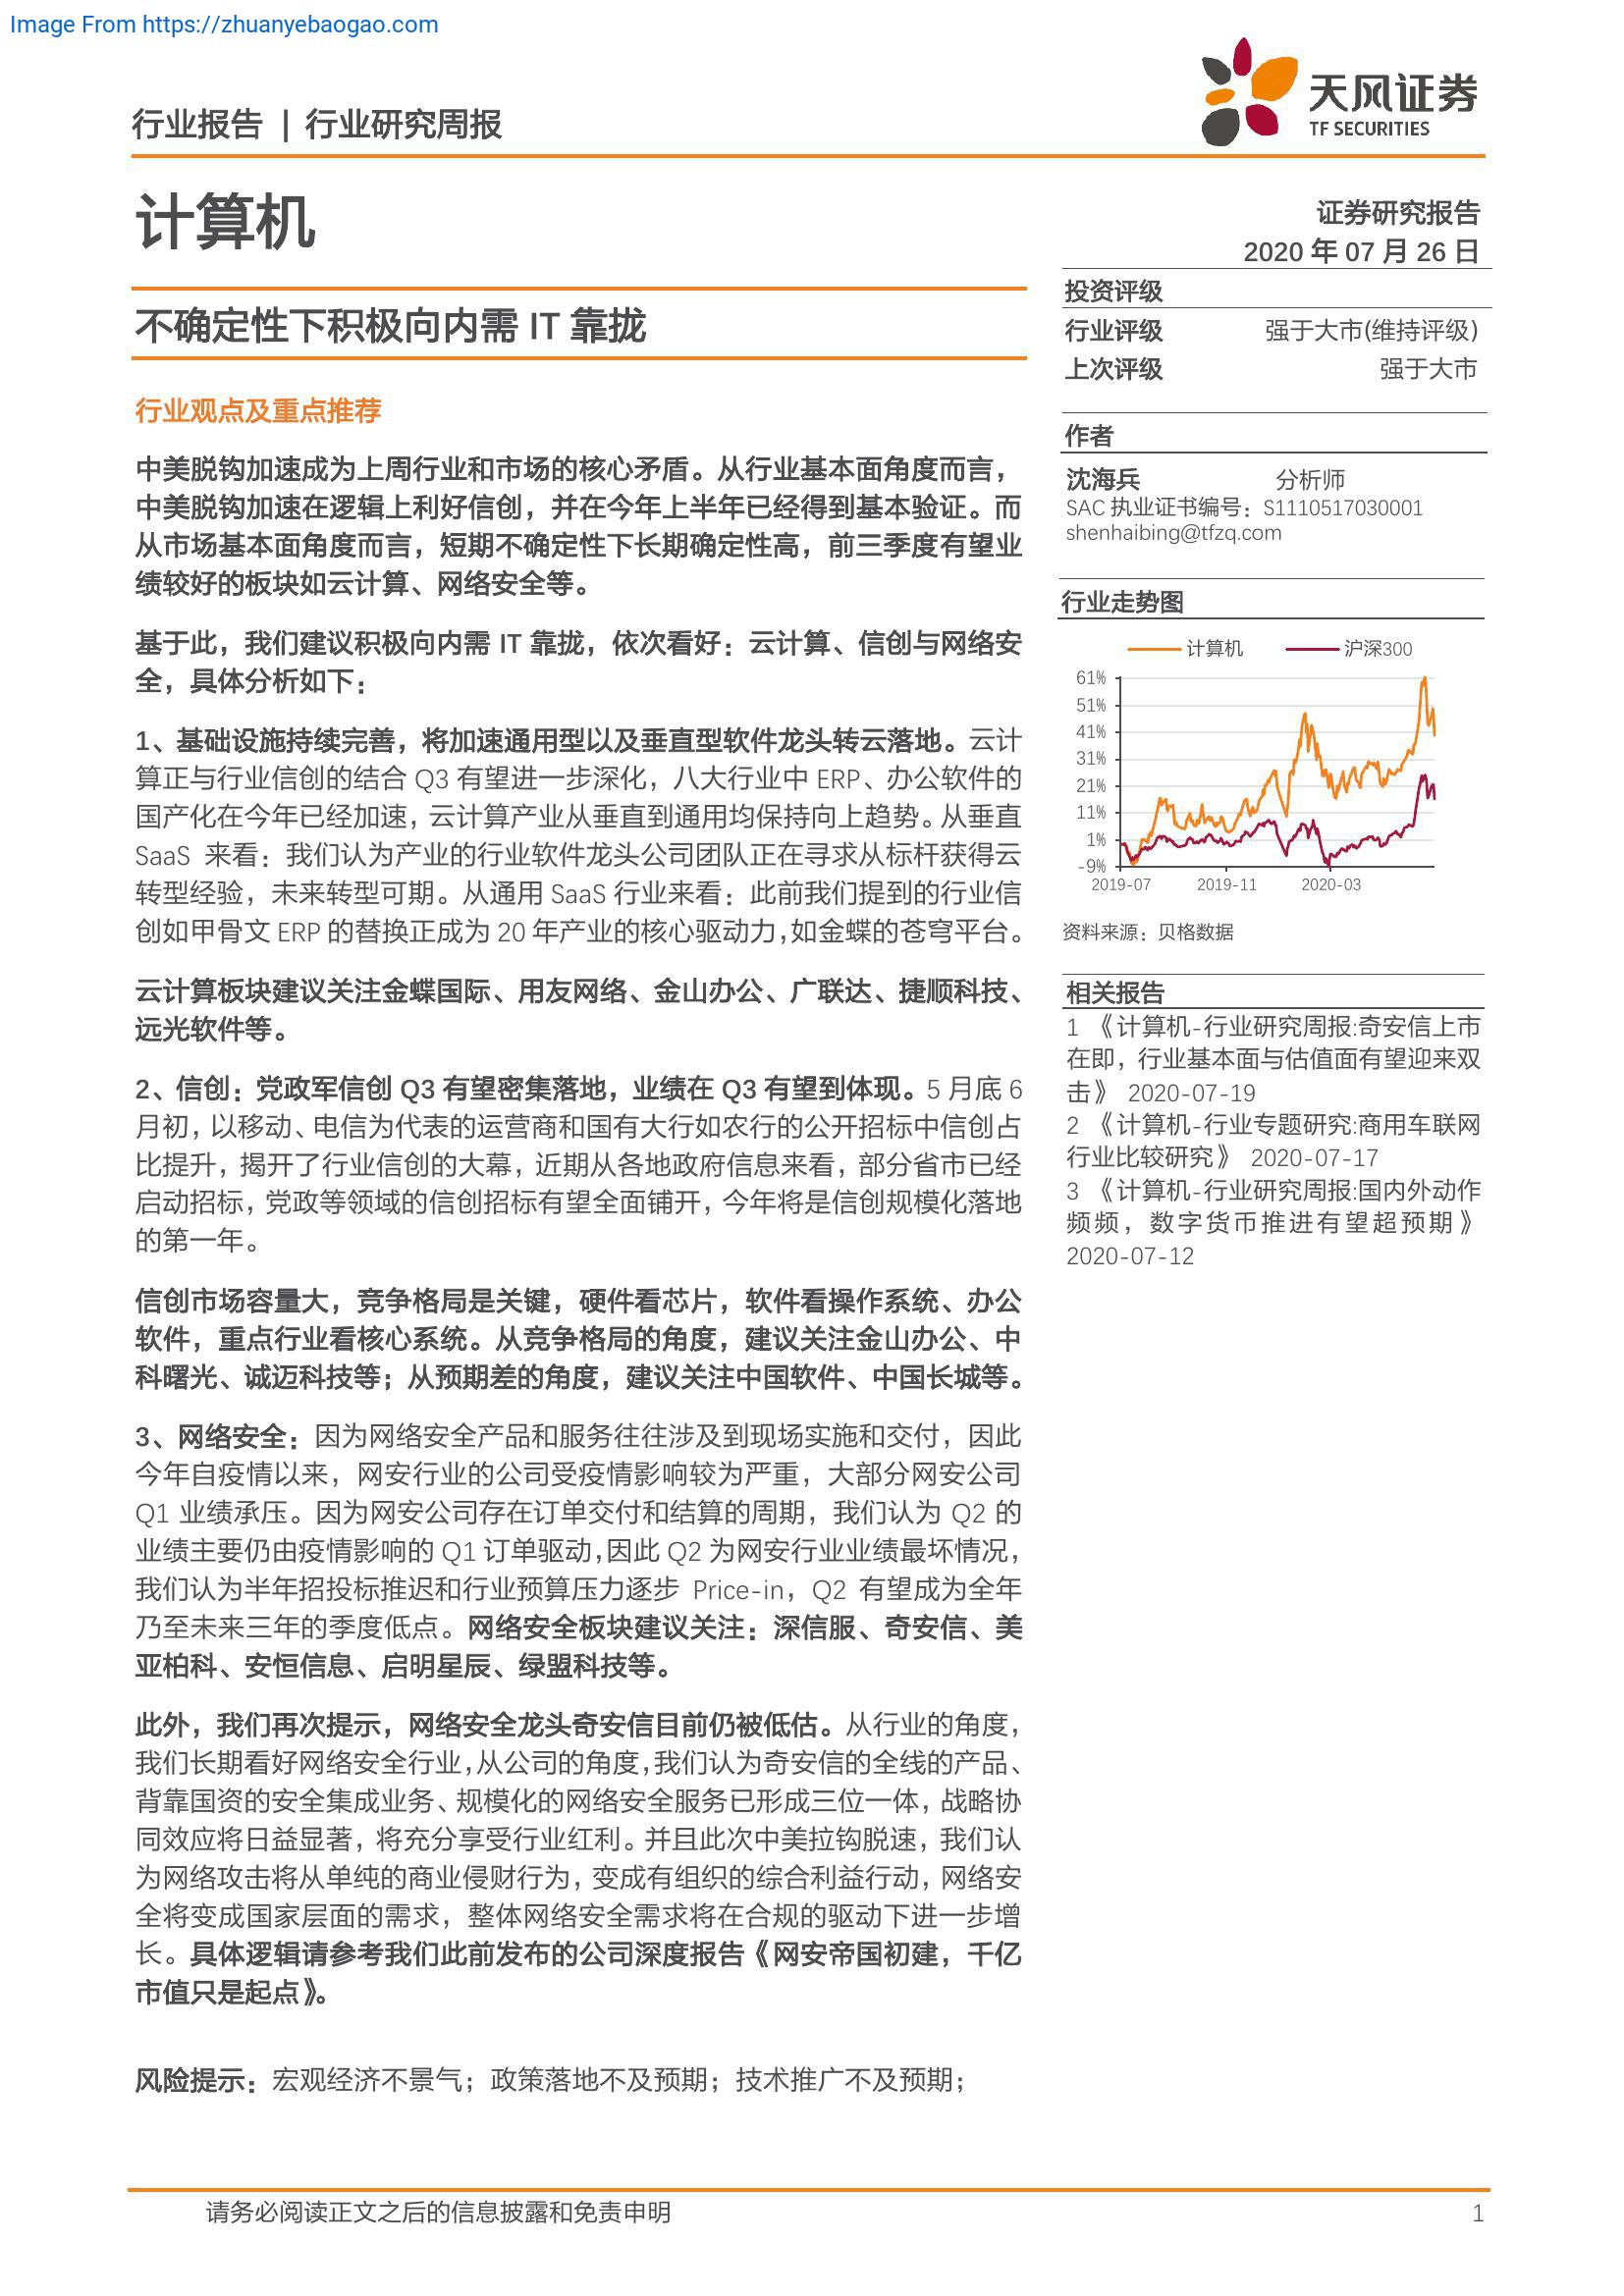 Image From https://zhuanyebaogao.com
行业报告 | 行业研究周报
天风证券
TF SECURITIES
计算机
证券研究报告
2020 年 07 月 26 日
不确定性下积极向内需 IT 靠拢
行业观点及重点推荐
中美脱钩加速成为上周行业和市场的核心矛盾。从行业基本面角度而言，
中美脱钩加速在逻辑上利好信创，并在今年上半年已经得到基本验证。而
从市场基本面角度而言，短期不确定性下长期确定性高，前三季度有望业
绩较好的板块如云计算、网络安全等。
基于此，我们建议积极向内需 IT 靠拢，依次看好：云计算、信创与网络安
全，具体分析如下：
1、基础设施持续完善，将加速通用型以及垂直型软件龙头转云落地。云计
算正与行业信创的结合 Q3 有望进一步深化，八大行业中 ERP、办公软件的
国产化在今年已经加速，云计算产业从垂直到通用均保持向上趋势。从垂直
SaaS 来看：我们认为产业的行业软件龙头公司团队正在寻求从标杆获得云
转型经验，未来转型可期。从通用 SaaS 行业来看：此前我们提到的行业信
创如甲骨文 ERP 的替换正成为 20 年产业的核心驱动力，如金蝶的苍穹平台。
云计算板块建议关注金蝶国际、用友网络、金山办公、广联达、捷顺科技、
远光软件等。
2、信创：党政军信创 Q3 有望密集落地，业绩在 Q3 有望到体现。5 月底 6
月初，以移动、电信为代表的运营商和国有大行如农行的公开招标中信创占
比提升，揭开了行业信创的大幕，近期从各地政府信息来看，部分省市已经
启动招标，党政等领域的信创招标有望全面铺开，今年将是信创规模化落地
的第一年。
信创市场容量大，竞争格局是关键，硬件看芯片，软件看操作系统、办公
软件，重点行业看核心系统。从竞争格局的角度，建议关注金山办公、中
科曙光、诚迈科技等；从预期差的角度，建议关注中国软件、中国长城等。
3、网络安全：因为网络安全产品和服务往往涉及到现场实施和交付，因此
今年自疫情以来，网安行业的公司受疫情影响较为严重，大部分网安公司
Q1 业绩承压。因为网安公司存在订单交付和结算的周期，我们认为 Q2 的
业绩主要仍由疫情影响的 Q1 订单驱动，因此 Q2 为网安行业业绩最坏情况，
我们认为半年招投标推迟和行业预算压力逐步 Price-in，Q2 有望成为全年
乃至未来三年的季度低点。网络安全板块建议关注：深信服、奇安信、美
亚柏科、安恒信息、启明星辰、绿盟科技等。
此外，我们再次提示，网络安全龙头奇安信目前仍被低估。从行业的角度，
我们长期看好网络安全行业，从公司的角度，我们认为奇安信的全线的产品、
背靠国资的安全集成业务、规模化的网络安全服务已形成三位一体，战略协
同效应将日益显著，将充分享受行业红利。并且此次中美拉钩脱速，我们认
为网络攻击将从单纯的商业侵财行为，变成有组织的综合利益行动，网络安
全将变成国家层面的需求，整体网络安全需求将在合规的驱动下进一步增
长。具体逻辑请参考我们此前发布的公司深度报告《网安帝国初建，千亿
市值只是起点》。
风险提示：宏观经济不景气；政策落地不及预期；技术推广不及预期；
投资评级
行业评级 强于大市(维持评级)
上次评级 强于大市
作者
沈海兵 分析师
SAC 执业证书编号：S1110517030001
shenhaibing@tfzq.com
行业走势图
计算机 沪深300
61%
51%
41%
31%
21%
11%
1%
-9%
2019-07 2019-11 2020-03
资料来源：贝格数据
相关报告
1 《计算机-行业研究周报:奇安信上市
在即，行业基本面与估值面有望迎来双
击》 2020-07-19
2 《计算机-行业专题研究:商用车联网
行业比较研究》 2020-07-17
3 《计算机-行业研究周报:国内外动作
频频，数字货币推进有望超预期》
2020-07-12
请务必阅读正文之后的信息披露和免责申明 1